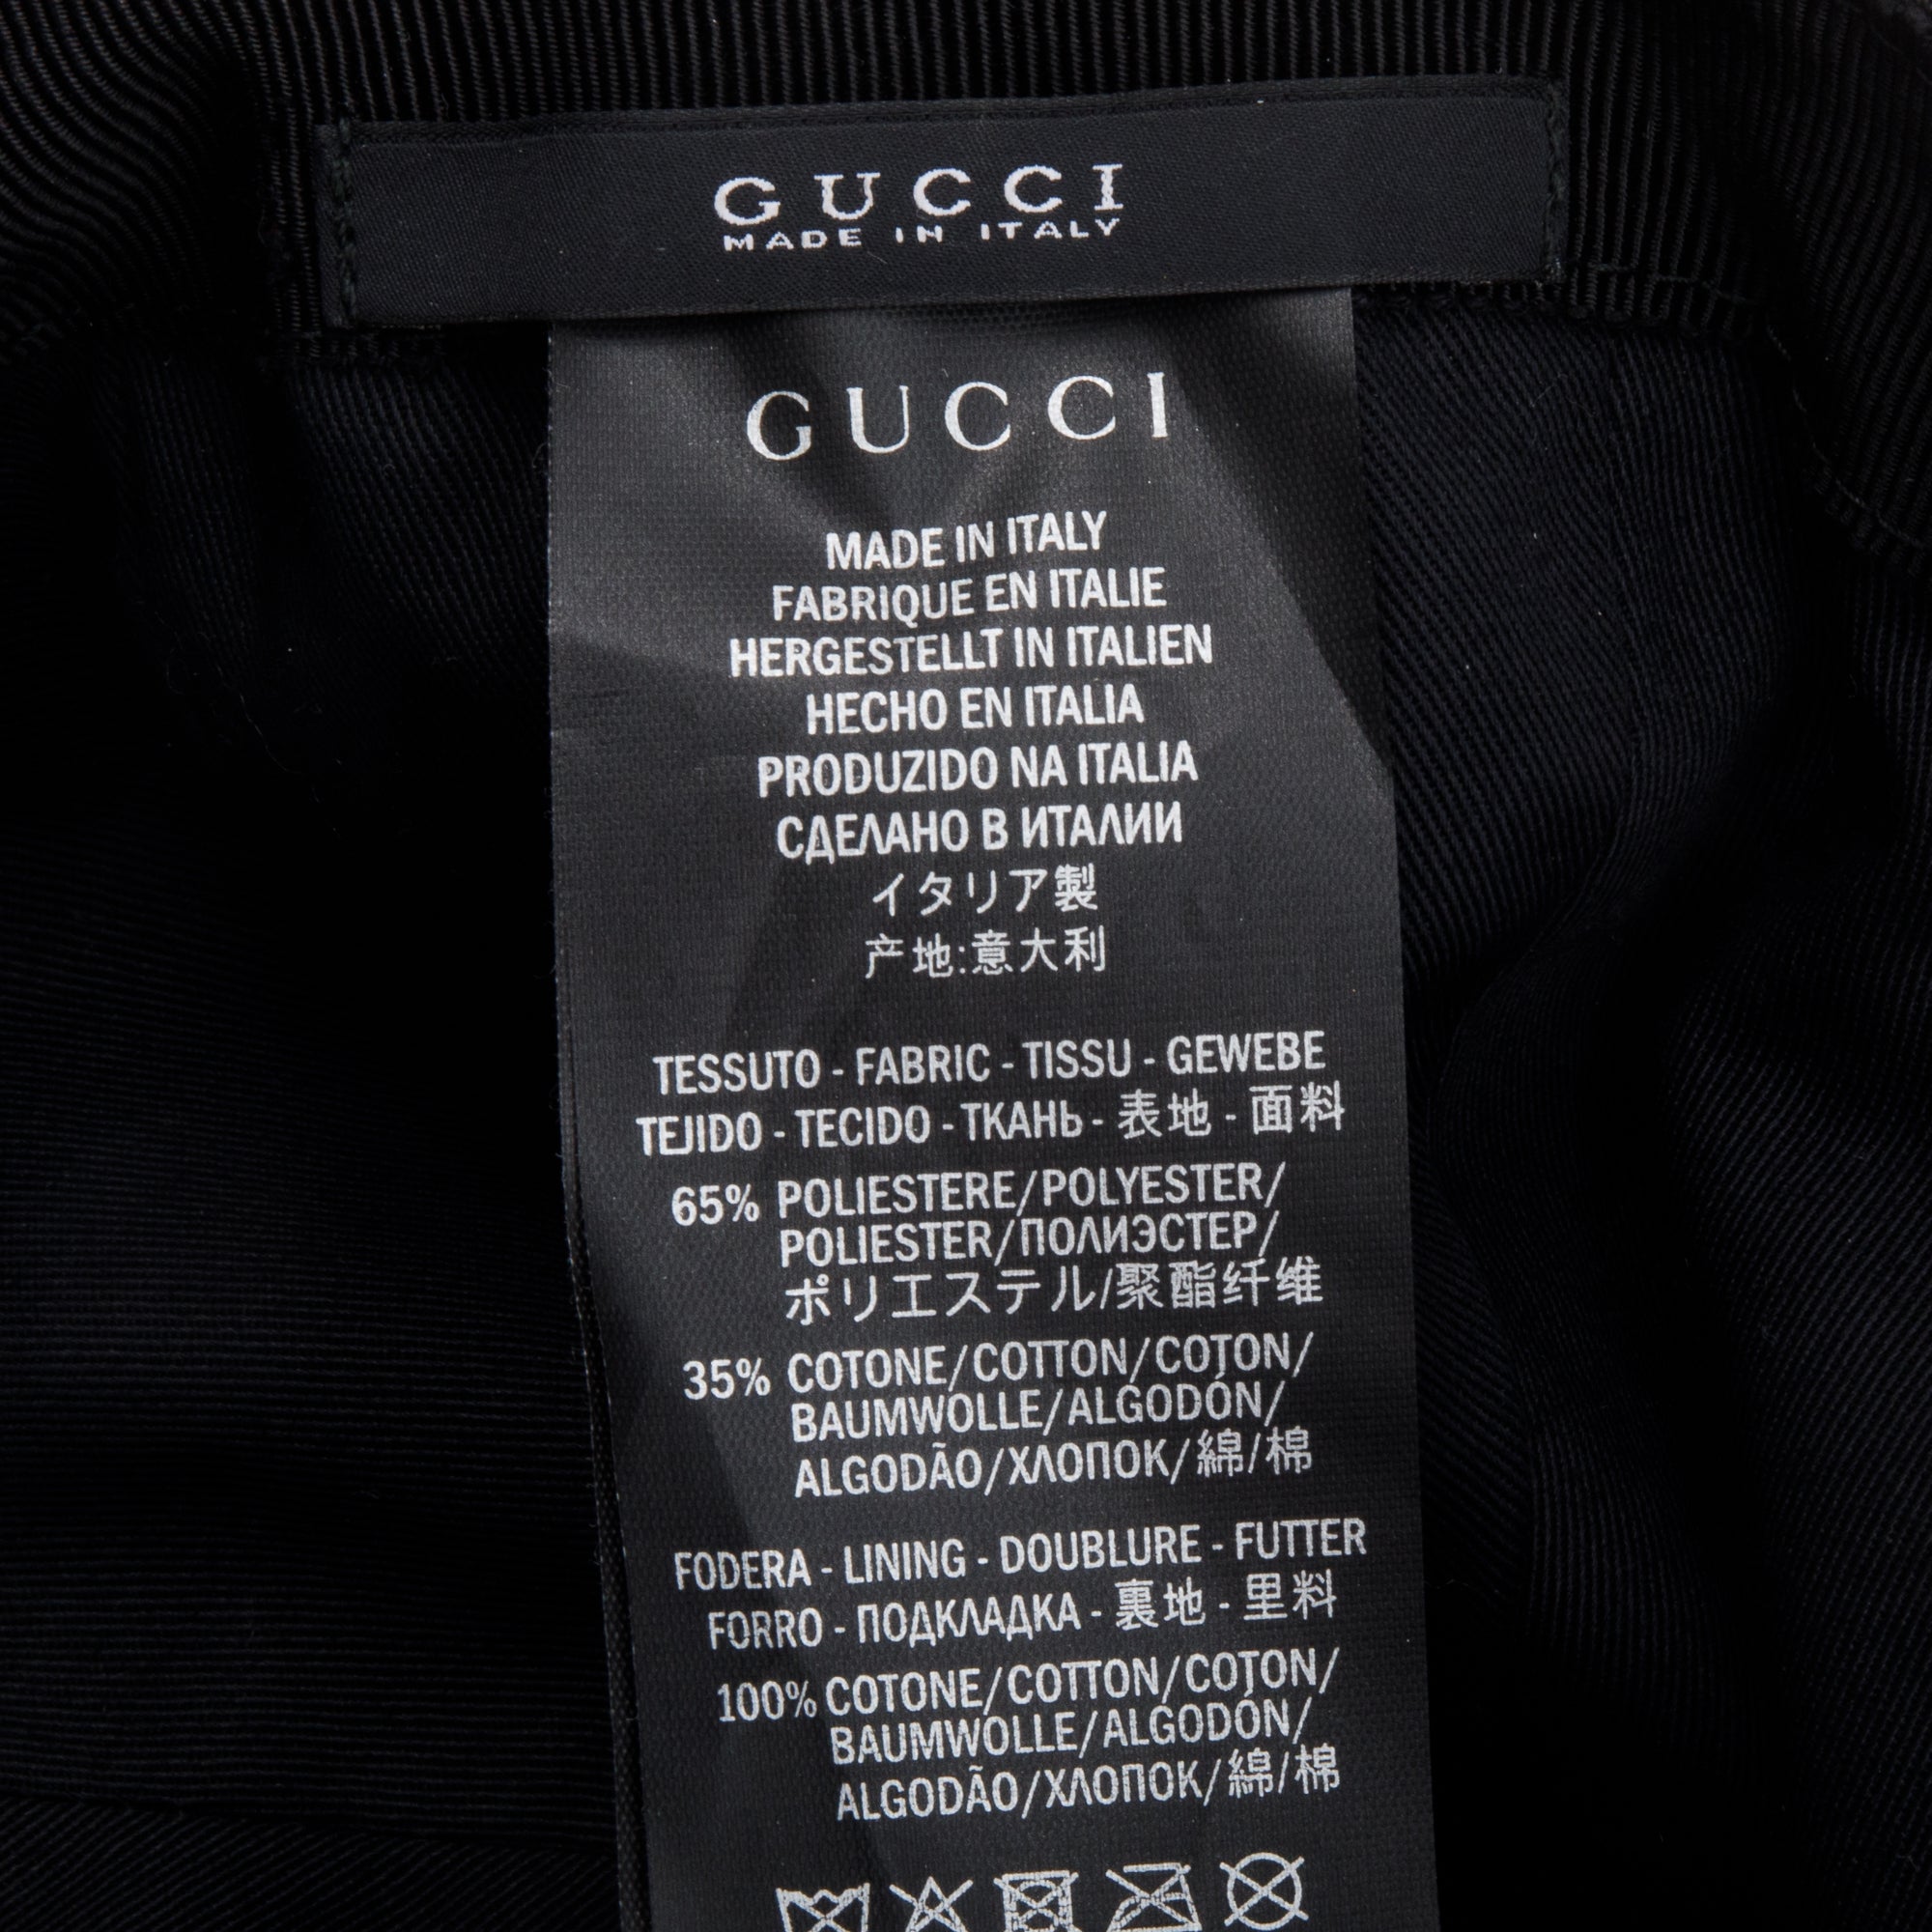 GUCCI
MADE IN ITALY
GUCCI
MADE IN ITALY
FABRIQUE EN ITALIE
HERGESTELLT IN ITALIEN
HECHO EN ITALIA
PRODUZIDO NA ITALIA
СДЕЛАНО В ИТАЛИИ
イタリア製
产地:意大利
TESSUTO - FABRIC - TISSU - GEWEBE
TEJIDO - TECIDO - ТКАНЬ - 表地 - 面料
65% POLIESTERE/POLYESTER/
POLIESTER/ПОЛИЭСТЕР/
ポリエステル/聚酯纤维
35% COTONE/COTTON/COTON/
BAUMWOLLE/ALGODÓN/
ALGODÃO/ХЛОПОК/綿/棉
FODERA - LINING - DOUBLURE - FUTTER
FORRO - ПОДКЛАДКА - 裏地 - 里料
100% COTONE/COTTON/COTON/
BAUMWOLLE/ALGODÓN/
ALGODÃO/ХЛОПОК/綿/棉